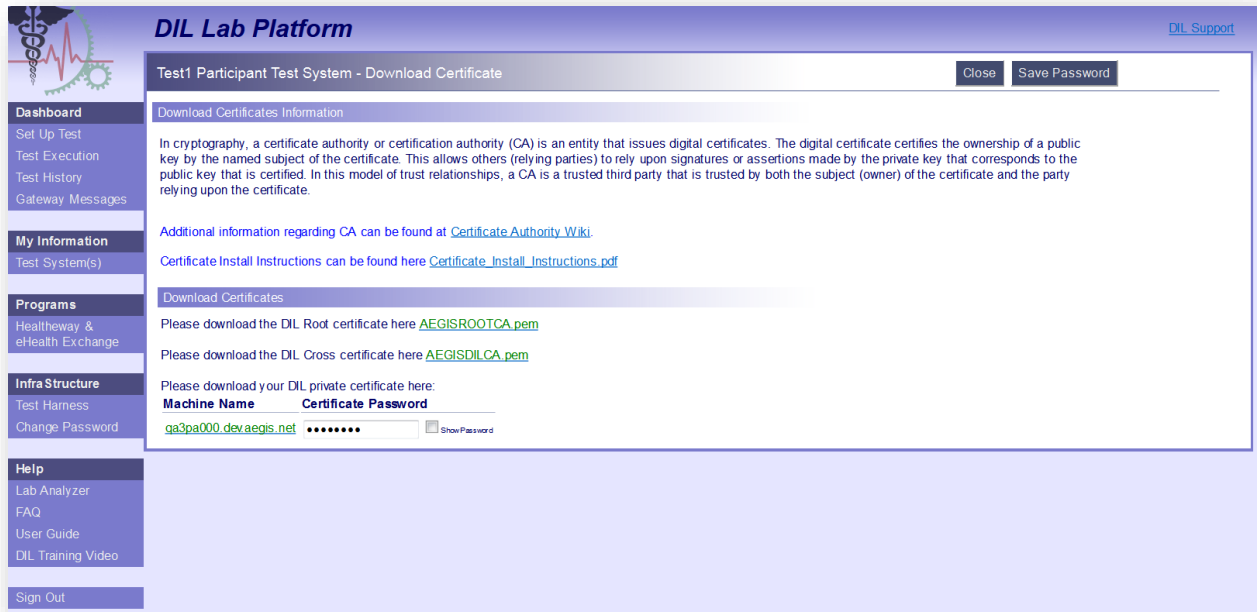 DIL Lab Platform
DIL Support
Test1 Participant Test System - Download Certificate
Close
Save Password
Dashboard
Set Up Test
Test Execution
Test History
Gateway Messages
My Information
Test System(s)
Programs
Healtheway &
eHealth Exchange
InfraStructure
Test Harness
Change Password
Help
Lab Analyzer
FAQ
User Guide
DIL Training Video
Sign Out
Download Certificates Information
In cryptography, a certificate authority or certification authority (CA) is an entity that issues digital certificates. The digital certificate certifies the ownership of a public
key by the named subject of the certificate. This allows others (relying parties) to rely upon signatures or assertions made by the private key that corresponds to the
public key that is certified. In this model of trust relationships, a CA is a trusted third party that is trusted by both the subject (owner) of the certificate and the party
relying upon the certificate.
Additional information regarding CA can be found at Certificate Authority Wiki.
Certificate Install Instructions can be found here Certificate_Install_Instructions.pdf
Download Certificates
Please download the DIL Root certificate here AEGISROOTCA.pem
Please download the DIL Cross certificate here AEGISDILCA.pem
Please download your DIL private certificate here:
Machine Name Certificate Password
qa3pa000.dev.aegis.net •••••••• Show Password